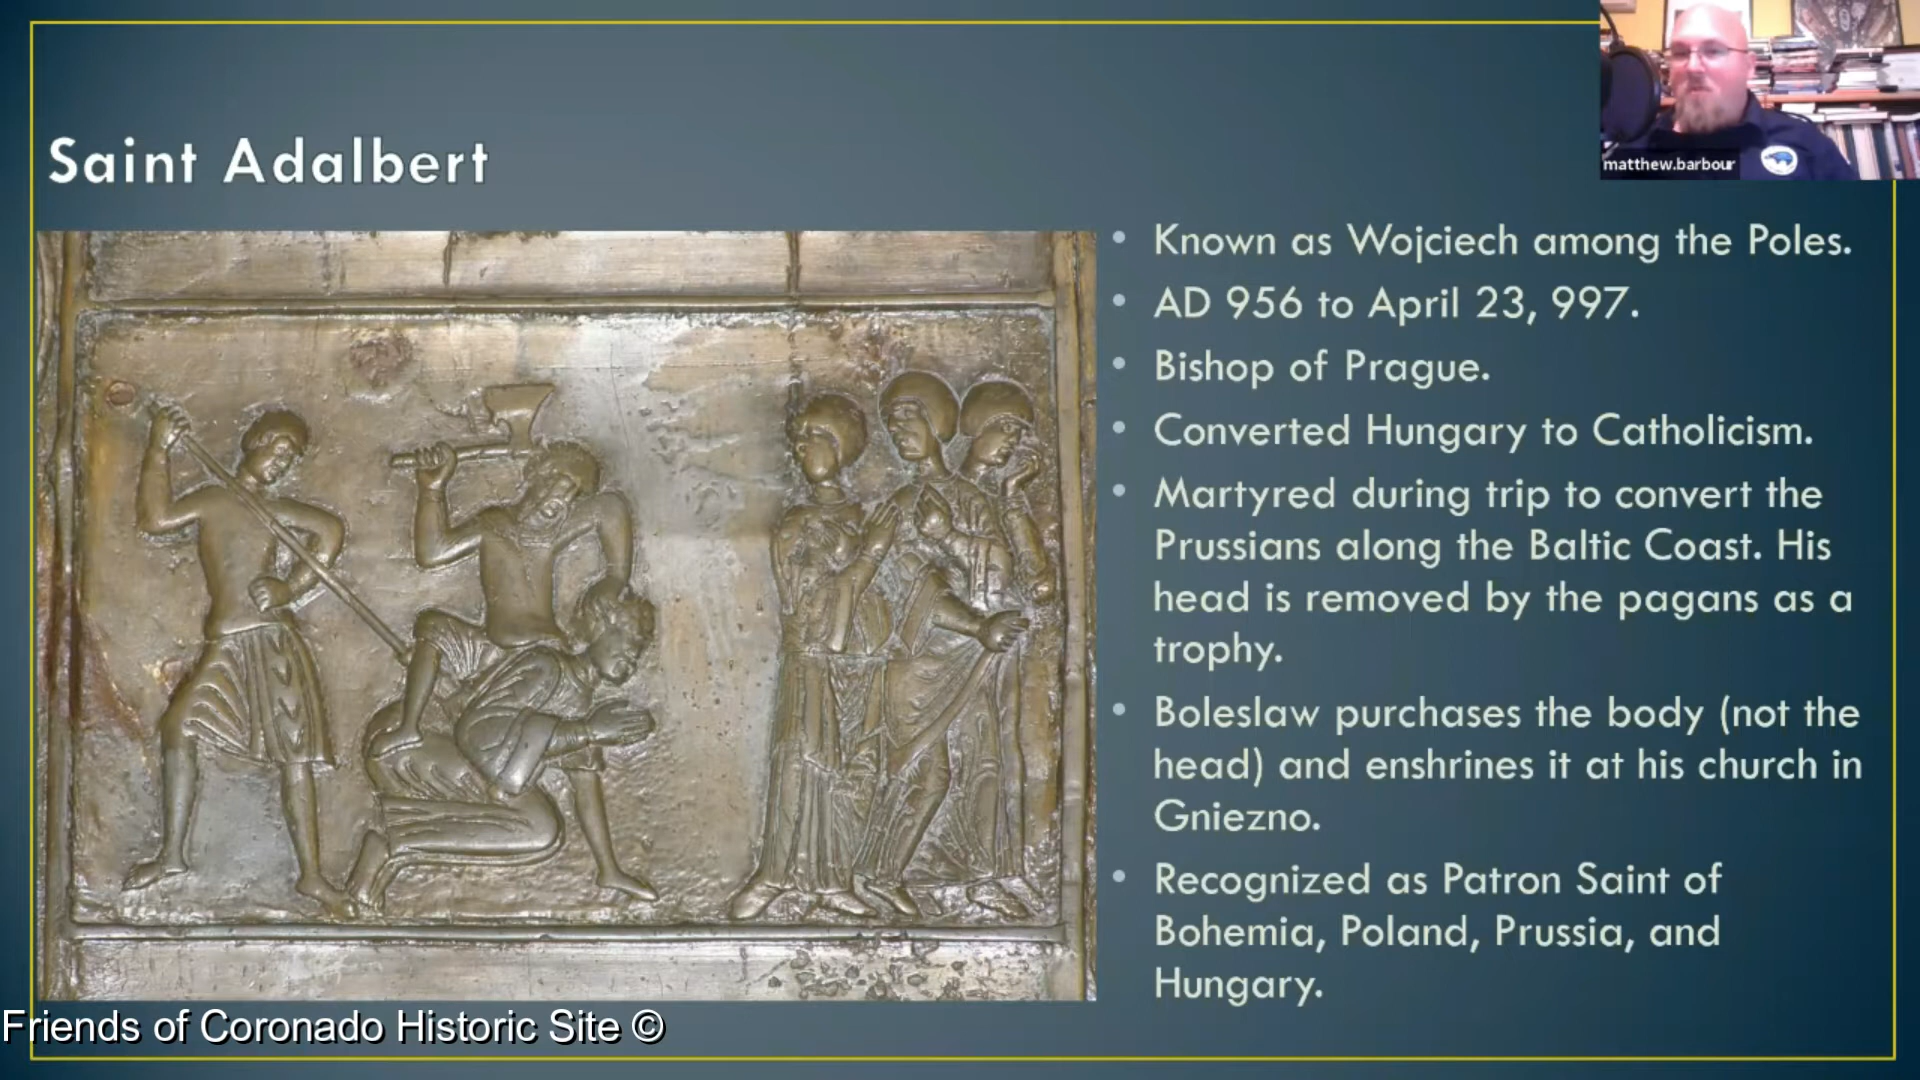 matthew.barbour
Saint Adalbert
• Known as Wojciech among the Poles.
• AD 956 to April 23, 997.
• Bishop of Prague.
• Converted Hungary to Catholicism.
• Martyred during trip to convert the
Prussians along the Baltic Coast. His
head is removed by the pagans as a
trophy.
• Boleslaw purchases the body (not the
head) and enshrines it at his church in
Gniezno.
• Recognized as Patron Saint of
Bohemia, Poland, Prussia, and
Hungary.
Friends of Coronado Historic Site ©